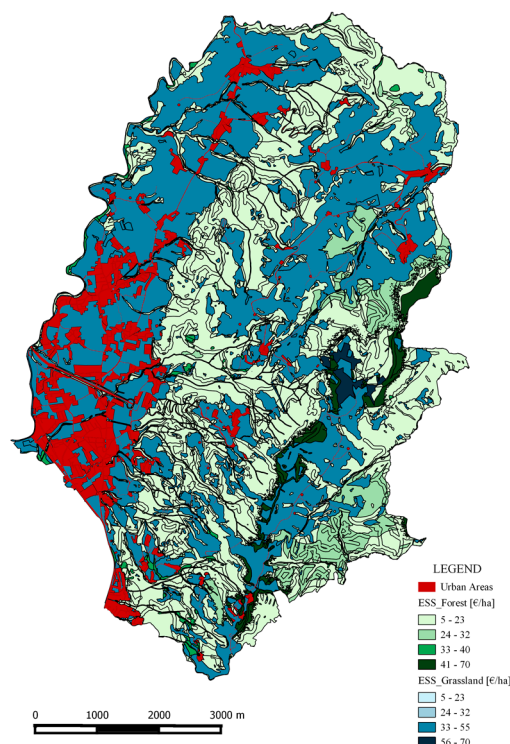 LEGEND
Urban Areas
ESS_Forest [€/ha]
5 - 23
24 - 32
33 - 40
41 - 70
ESS_Grassland [€/ha]
5 - 23
24 - 32
33 - 55
56 - 70
0 1000 2000 3000 m